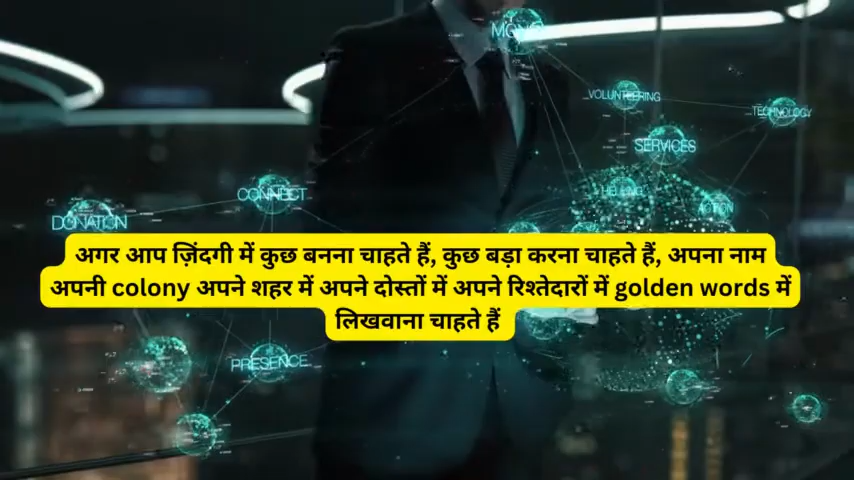 MONEY
VOLUNTEERING
TECHNOLOGY
SERVICES
HELPING
ACTION
CONNECT
DONATION
अगर आप ज़िंदगी में कुछ बनना चाहते हैं, कुछ बड़ा करना चाहते हैं, अपना नाम
अपनी colony अपने शहर में अपने दोस्तों में अपने रिश्तेदारों में golden words में
लिखवाना चाहते हैं
PRESENCE